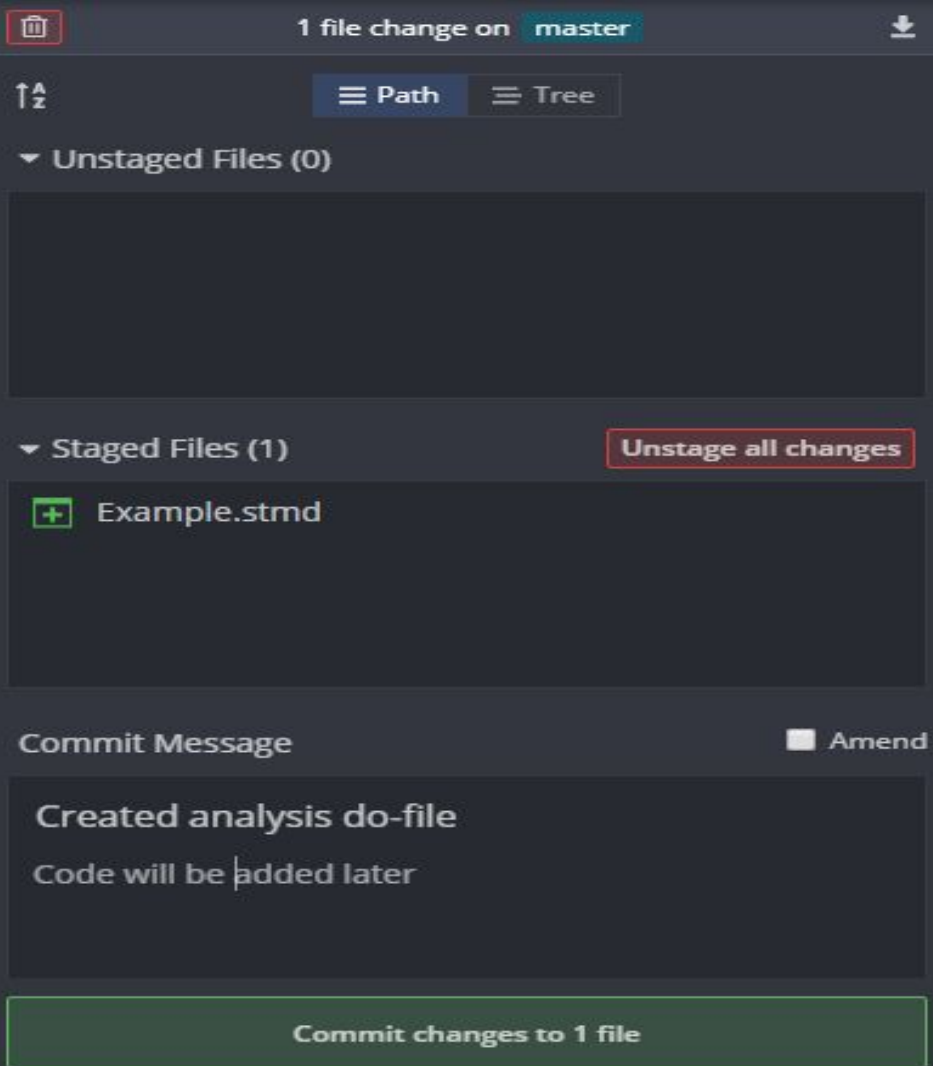 1 file change on master
Path
Tree
Unstaged Files (0)
Staged Files (1)
Unstage all changes
Example.stmd
Commit Message
Amend
Created analysis do-file
Code will be added later
Commit changes to 1 file